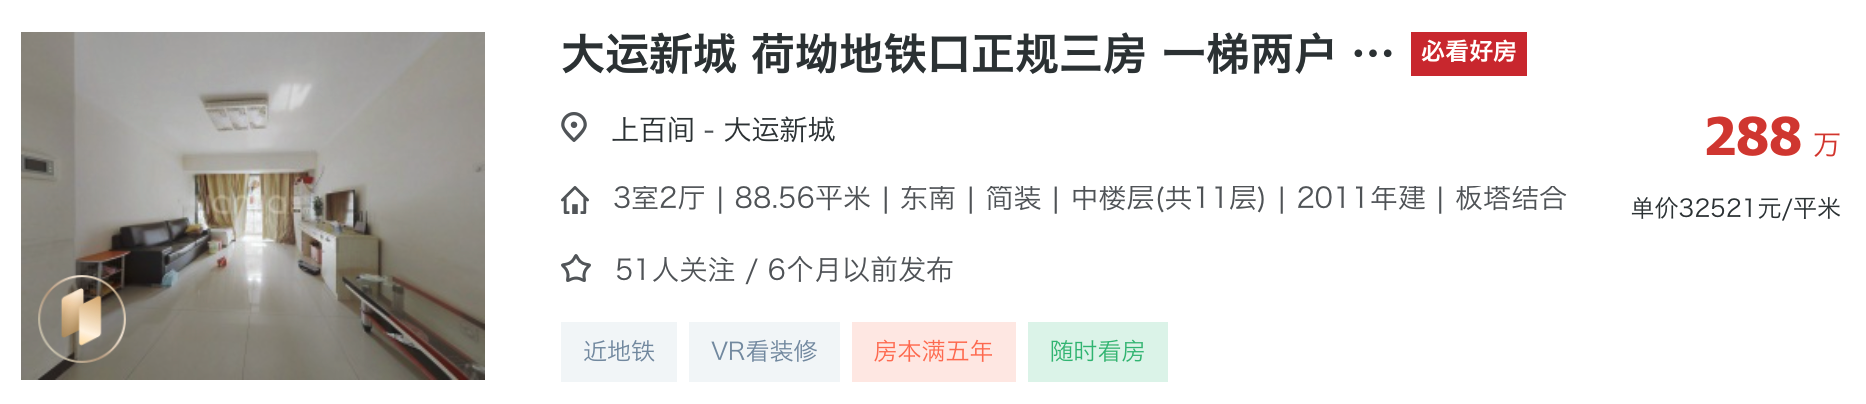 大运新城 荷坳地铁口正规三房 一梯两户 … 必看好房
上百间 - 大运新城
288 万
3室2厅 | 88.56平米 | 东南 | 简装 | 中楼层(共11层) | 2011年建 | 板塔结合
单价32521元/平米
51人关注 / 6个月以前发布
近地铁 VR看装修 房本满五年 随时看房